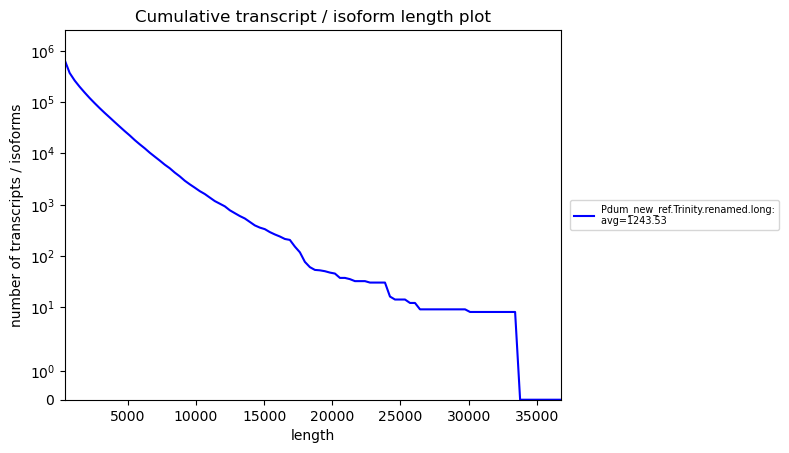 Cumulative transcript / isoform length plot
number of transcripts / isoforms
10^6
10^5
10^4
10^3
10^2
10^1
10^0
0
5000 10000 15000 20000 25000 30000 35000
length
Pdum_new_ref.Trinity.renamed.long:
avg=1243.53